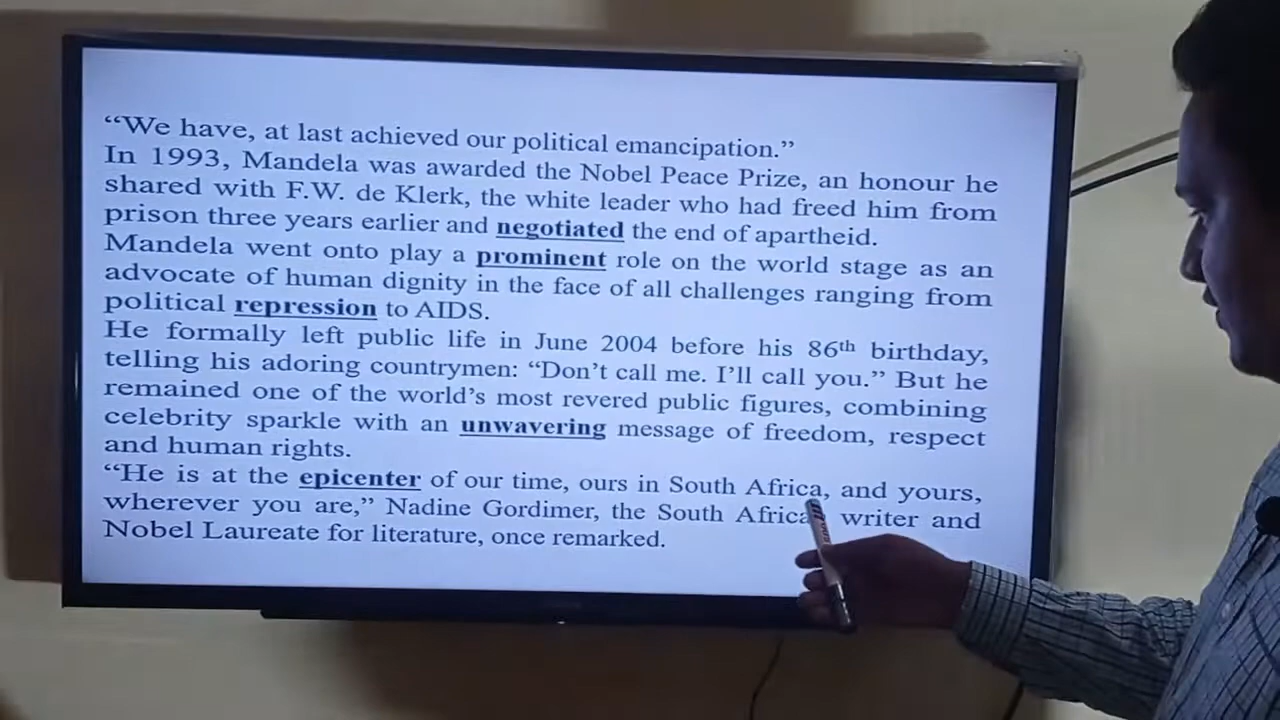 “We have, at last achieved our political emancipation.”
In 1993, Mandela was awarded the Nobel Peace Prize, an honour he
shared with F.W. de Klerk, the white leader who had freed him from
prison three years earlier and negotiated the end of apartheid.
Mandela went onto play a prominent role on the world stage as an
advocate of human dignity in the face of all challenges ranging from
political repression to AIDS.
He formally left public life in June 2004 before his 86th birthday,
telling his adoring countrymen: “Don’t call me. I’ll call you.” But he
remained one of the world’s most revered public figures, combining
celebrity sparkle with an unwavering message of freedom, respect
and human rights.
“He is at the epicenter of our time, ours in South Africa, and yours,
wherever you are,” Nadine Gordimer, the South Africa writer and
Nobel Laureate for literature, once remarked.